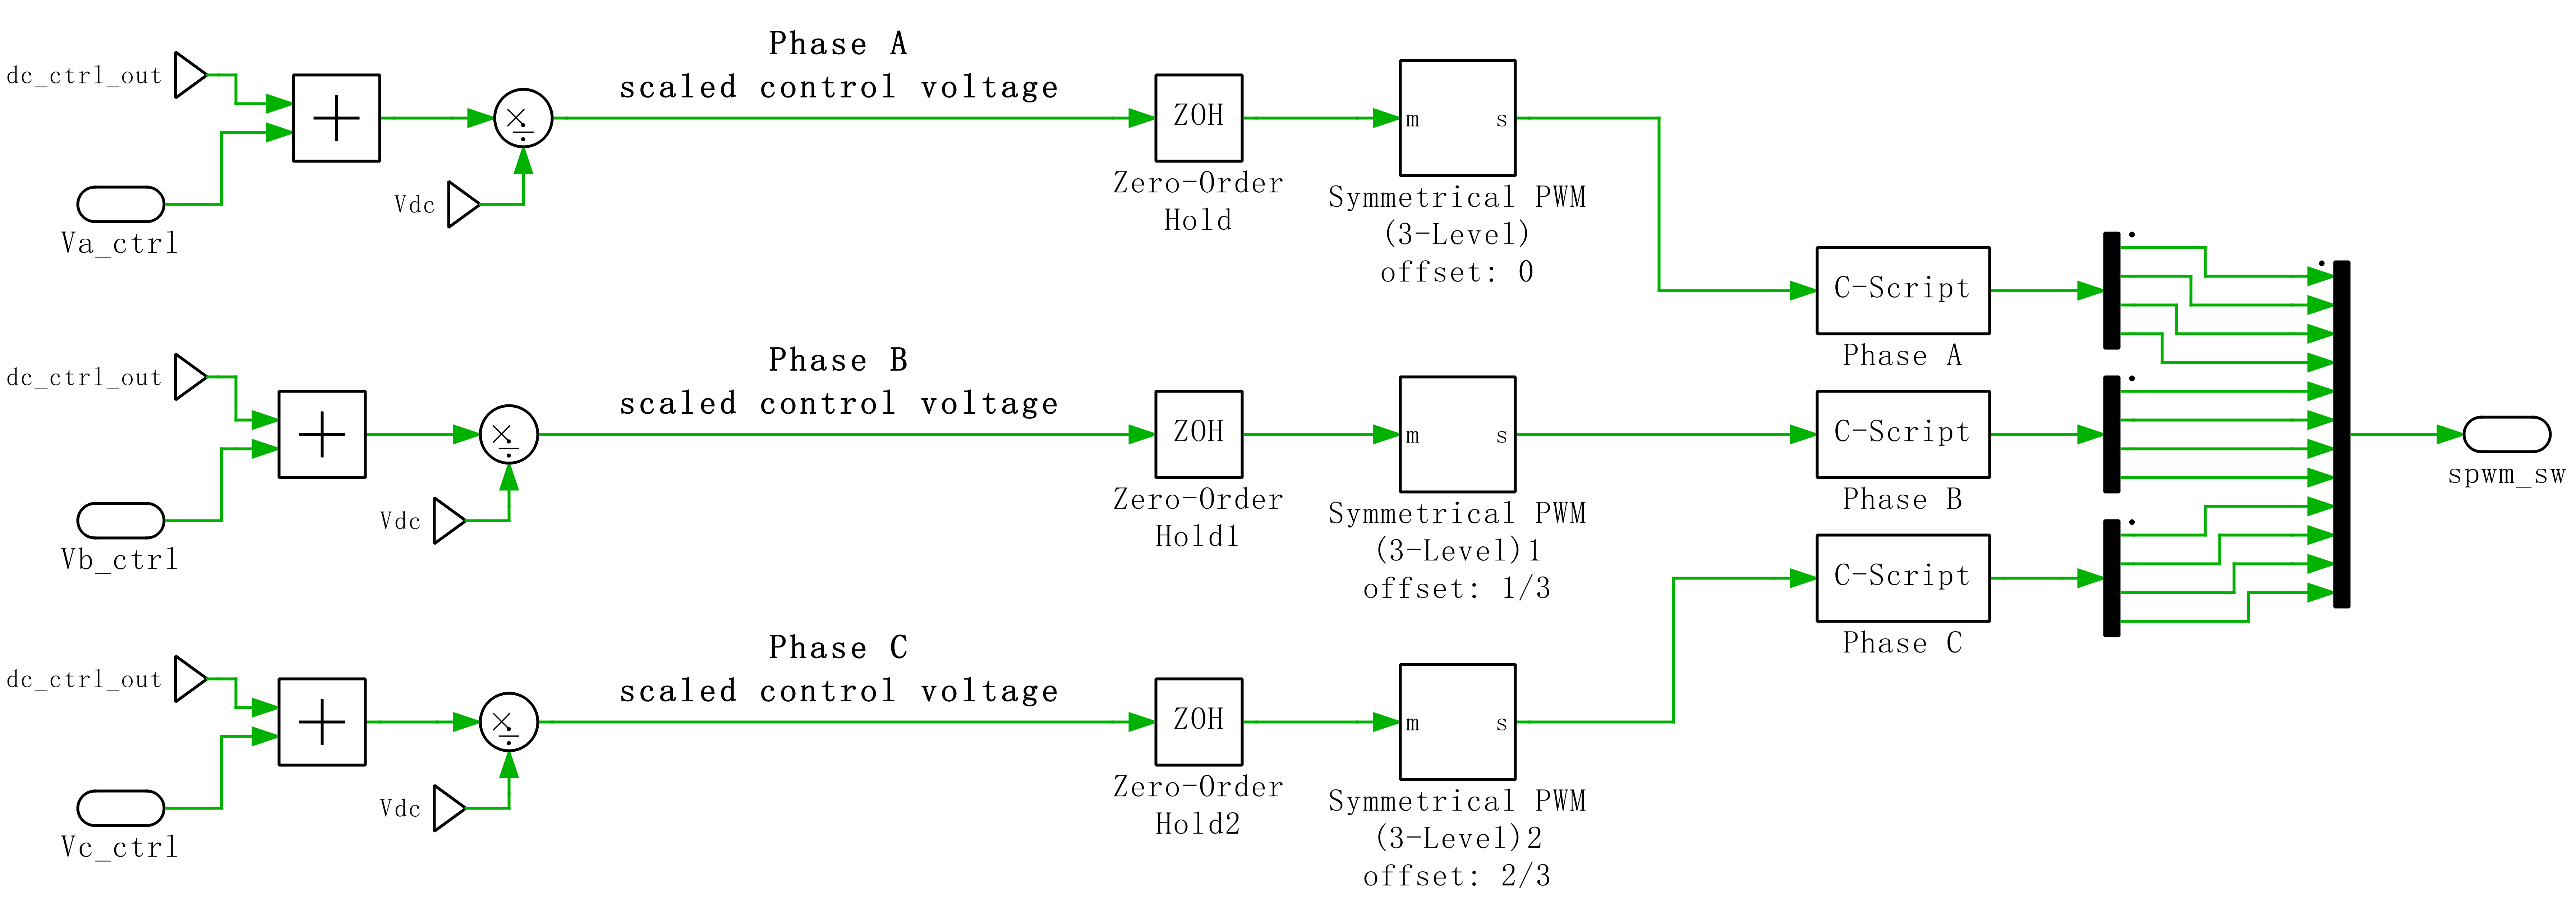 Phase A
scaled control voltage
dc_ctrl_out
Va_ctrl
Vdc
ZOH
Zero-Order
Hold
m s
Symmetrical PWM
(3-Level)
offset: 0
C-Script
Phase A
Phase B
scaled control voltage
dc_ctrl_out
Vb_ctrl
Vdc
ZOH
Zero-Order
Hold1
m s
Symmetrical PWM
(3-Level)1
offset: 1/3
C-Script
Phase B
spwm_sw
C-Script
Phase C
Phase C
scaled control voltage
dc_ctrl_out
Vc_ctrl
Vdc
ZOH
Zero-Order
Hold2
m s
Symmetrical PWM
(3-Level)2
offset: 2/3